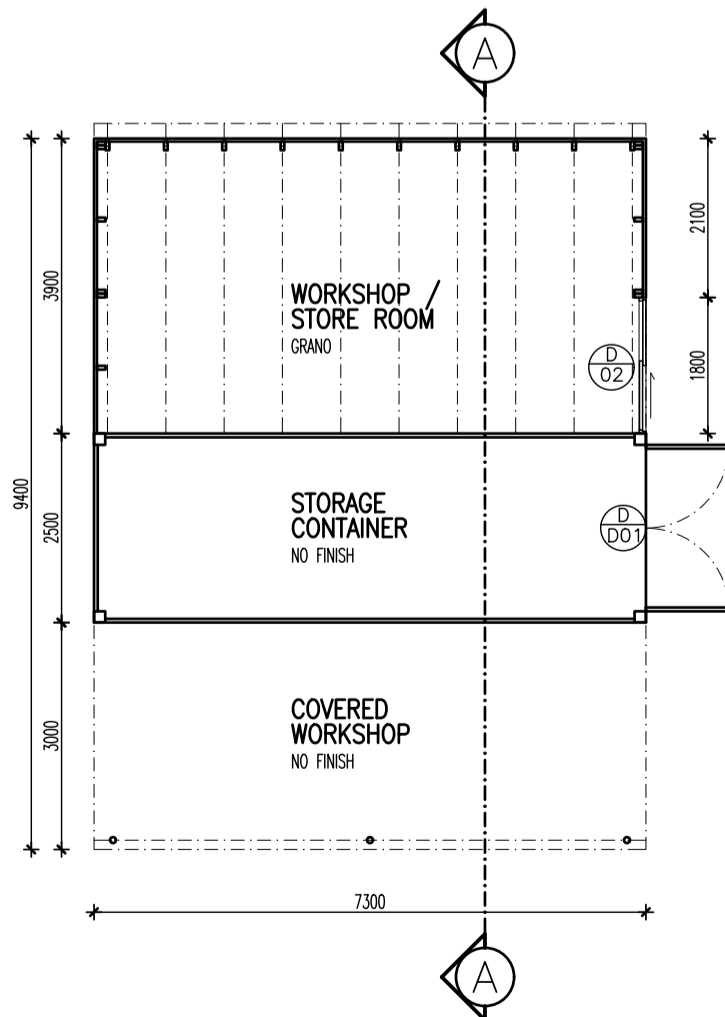 A
2100
3900
WORKSHOP /
STORE ROOM
GRANO
D
02
1800
9400
2500
STORAGE
CONTAINER
NO FINISH
D
D01
3000
COVERED
WORKSHOP
NO FINISH
7300
A